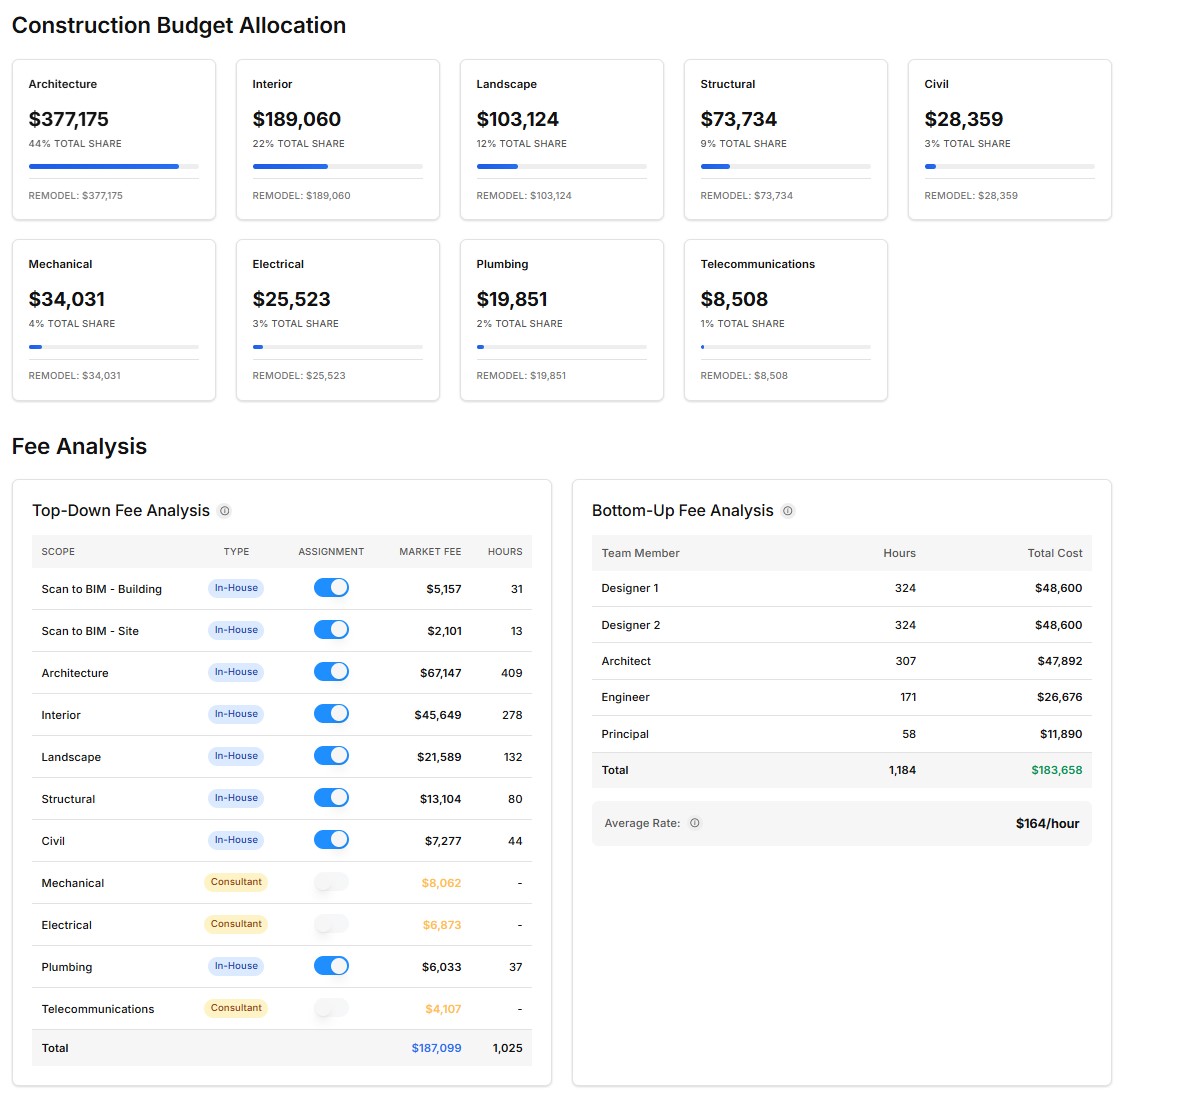 Construction Budget Allocation
Architecture
$377,175
44% TOTAL SHARE
REMODEL: $377,175
Interior
$189,060
22% TOTAL SHARE
REMODEL: $189,060
Landscape
$103,124
12% TOTAL SHARE
REMODEL: $103,124
Structural
$73,734
9% TOTAL SHARE
REMODEL: $73,734
Civil
$28,359
3% TOTAL SHARE
REMODEL: $28,359
Mechanical
$34,031
4% TOTAL SHARE
REMODEL: $34,031
Electrical
$25,523
3% TOTAL SHARE
REMODEL: $25,523
Plumbing
$19,851
2% TOTAL SHARE
REMODEL: $19,851
Telecommunications
$8,508
1% TOTAL SHARE
REMODEL: $8,508
Fee Analysis
Top-Down Fee Analysis
SCOPE TYPE ASSIGNMENT MARKET FEE HOURS
Scan to BIM - Building In-House $5,157 31
Scan to BIM - Site In-House $2,101 13
Architecture In-House $67,147 409
Interior In-House $45,649 278
Landscape In-House $21,589 132
Structural In-House $13,104 80
Civil In-House $7,277 44
Mechanical Consultant $8,062 -
Electrical Consultant $6,873 -
Plumbing In-House $6,033 37
Telecommunications Consultant $4,107 -
Total $187,099 1,025
Bottom-Up Fee Analysis
Team Member Hours Total Cost
Designer 1 324 $48,600
Designer 2 324 $48,600
Architect 307 $47,892
Engineer 171 $26,676
Principal 58 $11,890
Total 1,184 $183,658
Average Rate: $164/hour